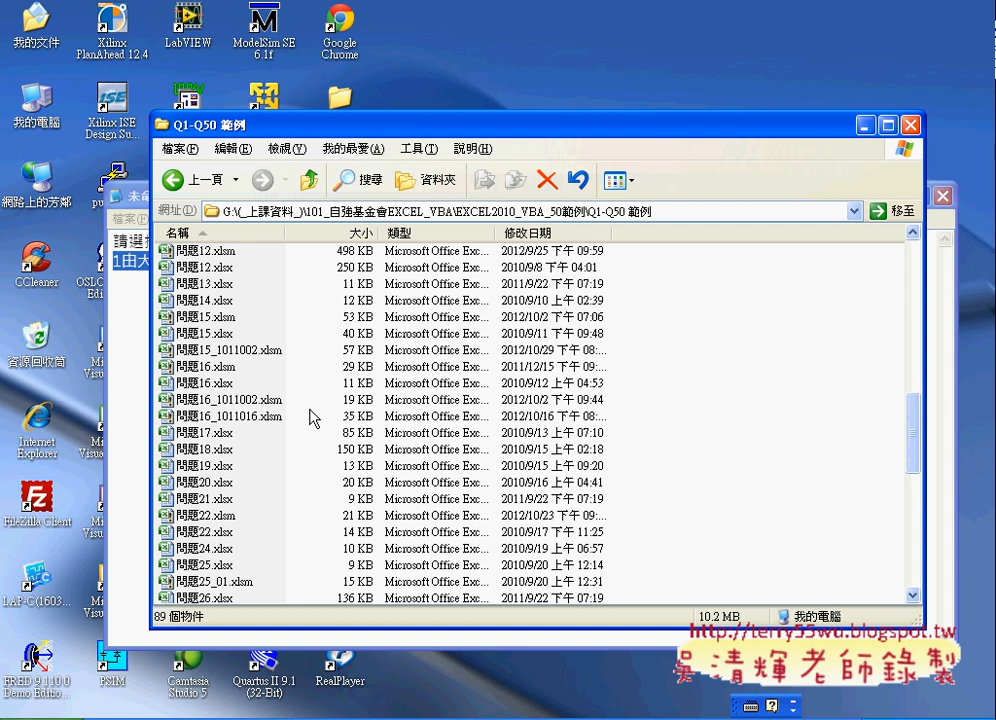 我的文件
Xilinx
PlanAhead 12.4
LabVIEW
ModelSim SE
6.1f
Google
Chrome
我的電腦
Xilinx ISE
Design Su...
Q1-Q50 範例
檔案(F) 編輯(E) 檢視(V) 我的最愛(A) 工具(T) 說明(H)
上一頁 搜尋 資料夾
網址(D) G:\(_上課資料_)\101_自強基金會EXCEL_VBA\EXCEL2010_VBA_50範例\Q1-Q50 範例 移至
名稱 大小 類型 修改日期
問題12.xlsm 498 KB Microsoft Office Exc... 2012/9/25 下午 09:59
問題12.xlsx 250 KB Microsoft Office Exc... 2010/9/8 下午 04:01
問題13.xlsx 11 KB Microsoft Office Exc... 2011/9/22 下午 07:19
問題14.xlsx 12 KB Microsoft Office Exc... 2010/9/10 上午 02:39
問題15.xlsm 53 KB Microsoft Office Exc... 2012/10/2 下午 07:06
問題15.xlsx 40 KB Microsoft Office Exc... 2010/9/11 下午 09:48
問題15_1011002.xlsm 57 KB Microsoft Office Exc... 2012/10/29 下午 08:...
問題16.xlsm 29 KB Microsoft Office Exc... 2011/12/15 下午 09:...
問題16.xlsx 11 KB Microsoft Office Exc... 2010/9/12 上午 04:53
問題16_1011002.xlsm 19 KB Microsoft Office Exc... 2012/10/2 下午 09:44
問題16_1011016.xlsm 35 KB Microsoft Office Exc... 2012/10/16 下午 08:...
問題17.xlsx 85 KB Microsoft Office Exc... 2010/9/13 上午 07:10
問題18.xlsx 150 KB Microsoft Office Exc... 2010/9/15 上午 02:18
問題19.xlsx 13 KB Microsoft Office Exc... 2010/9/15 上午 09:20
問題20.xlsx 20 KB Microsoft Office Exc... 2010/9/16 上午 04:41
問題21.xlsx 9 KB Microsoft Office Exc... 2011/9/22 下午 07:19
問題22.xlsm 21 KB Microsoft Office Exc... 2012/10/23 下午 09:...
問題22.xlsx 14 KB Microsoft Office Exc... 2010/9/17 下午 11:25
問題24.xlsx 10 KB Microsoft Office Exc... 2010/9/19 上午 06:57
問題25.xlsx 9 KB Microsoft Office Exc... 2010/9/20 上午 12:14
問題25_01.xlsm 15 KB Microsoft Office Exc... 2010/9/20 上午 12:31
問題26.xlsx 136 KB Microsoft Office Exc... 2011/9/22 下午 07:19
89 個物件 10.2 MB 我的電腦
網路上的芳鄰
檔案(F)
請選擇
1由大
CCleaner
資源回收筒
Internet
Explorer
FileZilla Client
LAP-C(1603...
FRED 9.110.0
Demo Editio...
PSIM
Camtasia
Studio 5
Quartus II 9.1
(32-Bit)
RealPlayer
http://terry55wu.blogspot.tw
吳清輝老師錄製